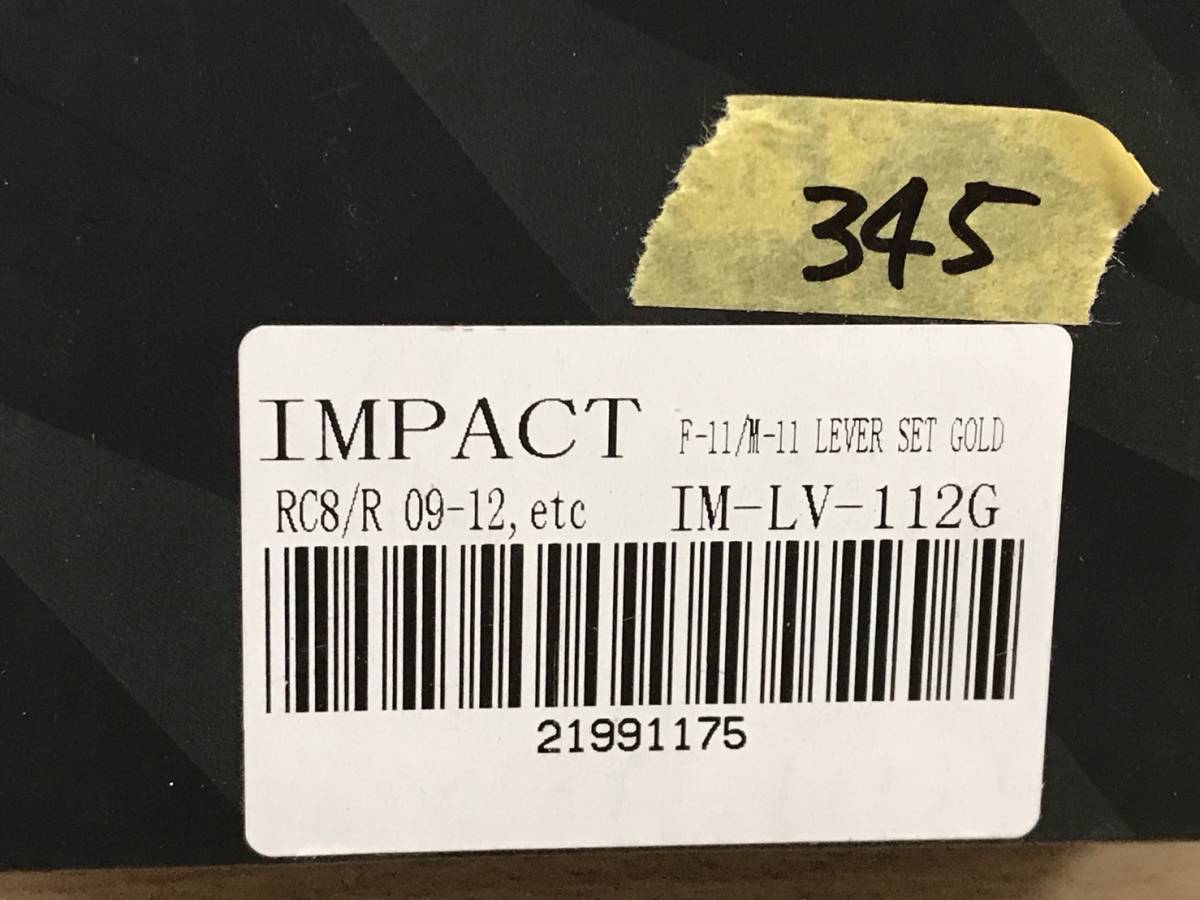 345
IMPACT F-11/M-11 LEVER SET GOLD
RC8/R 09-12,etc IM-LV-112G
21991175